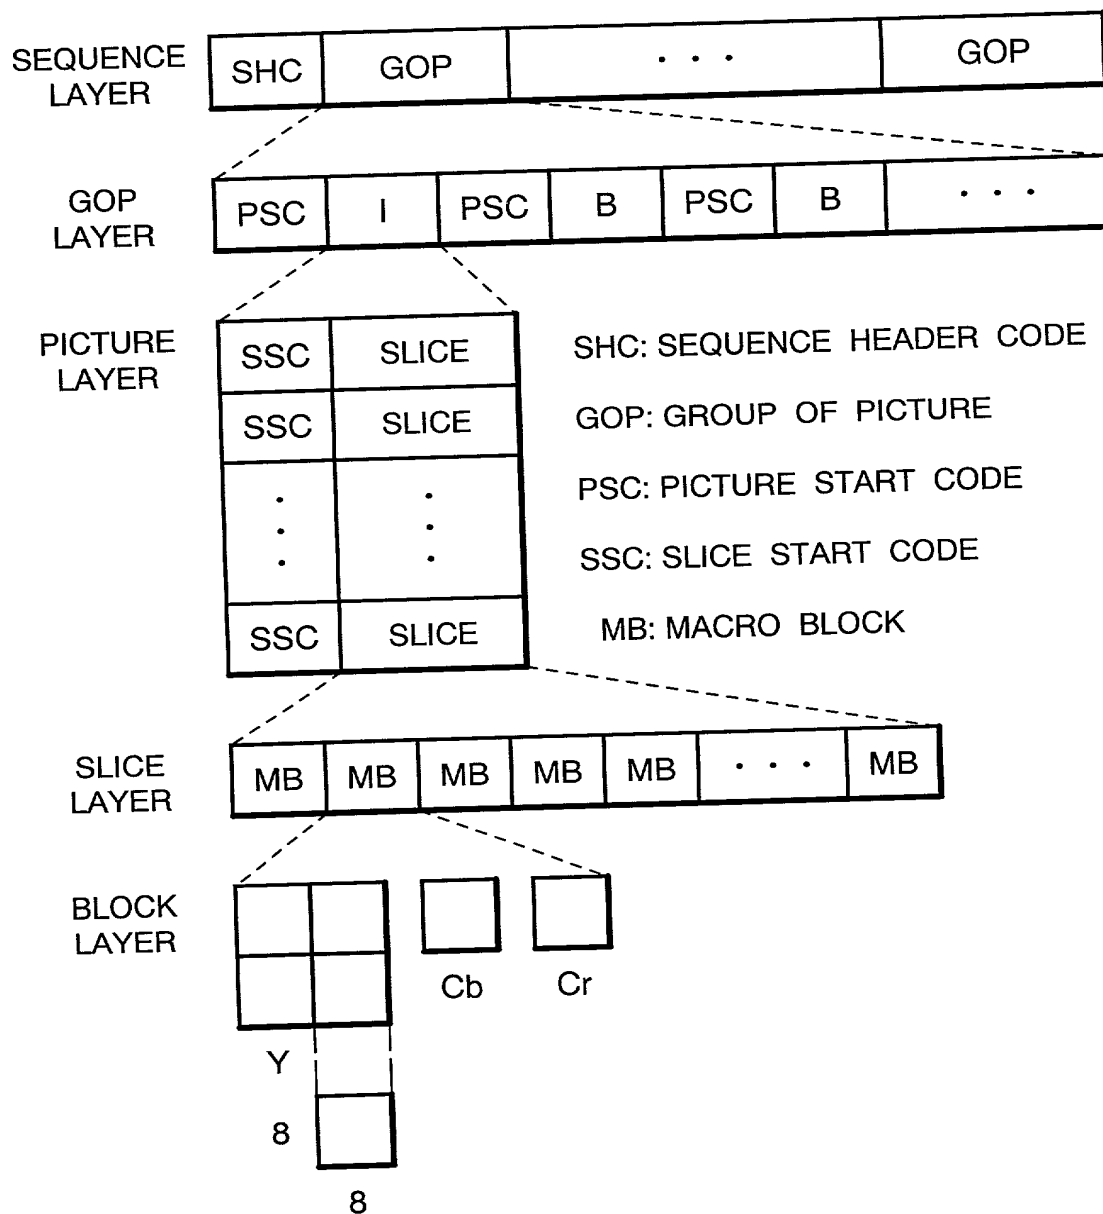 SEQUENCE LAYER
SHC GOP · · · GOP
GOP LAYER
PSC I PSC B PSC B · · ·
PICTURE LAYER
SSC SLICE
SSC SLICE
SSC SLICE
SHC: SEQUENCE HEADER CODE
GOP: GROUP OF PICTURE
PSC: PICTURE START CODE
SSC: SLICE START CODE
MB: MACRO BLOCK
SLICE LAYER
MB MB MB MB MB · · · MB
BLOCK LAYER
Cb Cr
Y
8
8